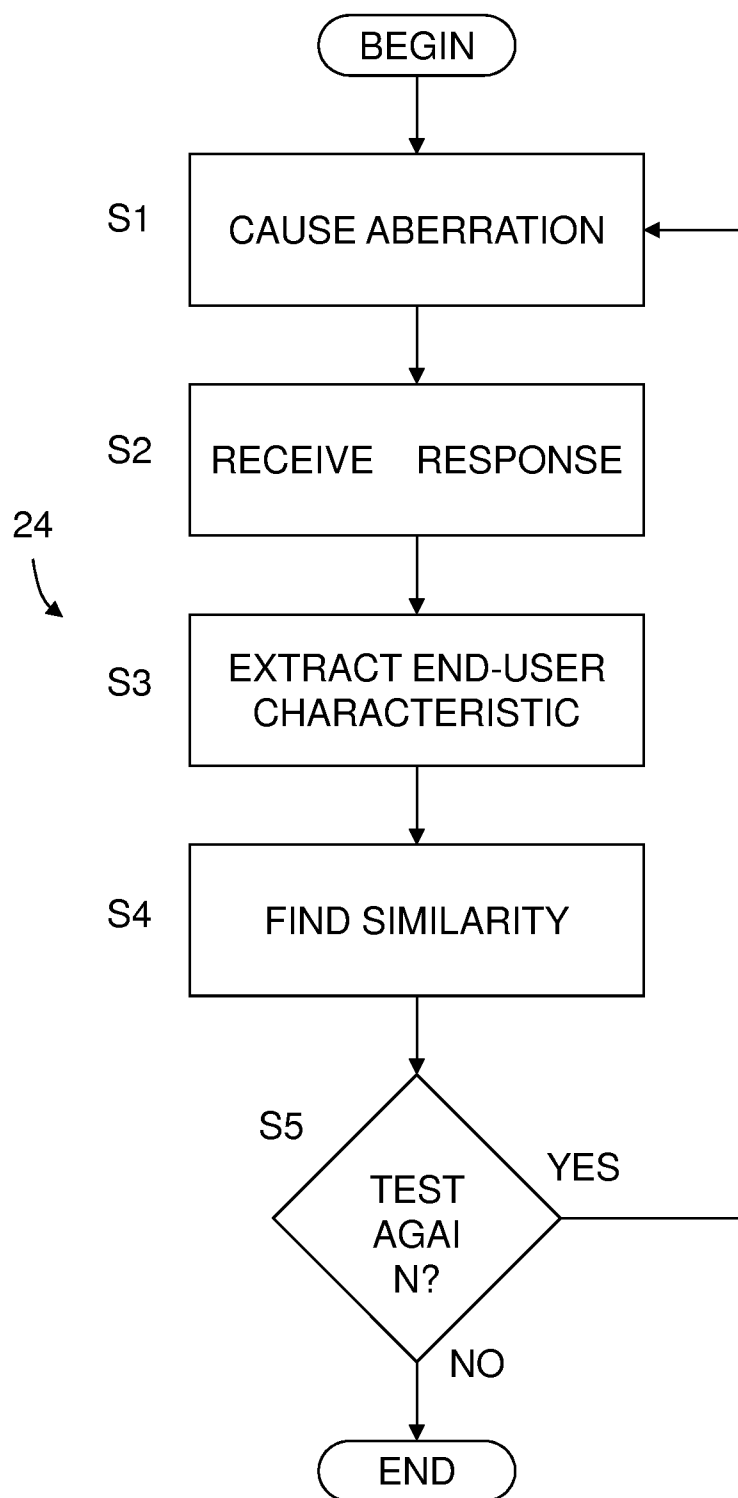 BEGIN
S1
CAUSE ABERRATION
S2
RECEIVE RESPONSE
24
S3
EXTRACT END-USER
CHARACTERISTIC
S4
FIND SIMILARITY
S5
YES
TEST
AGAI
N?
NO
END